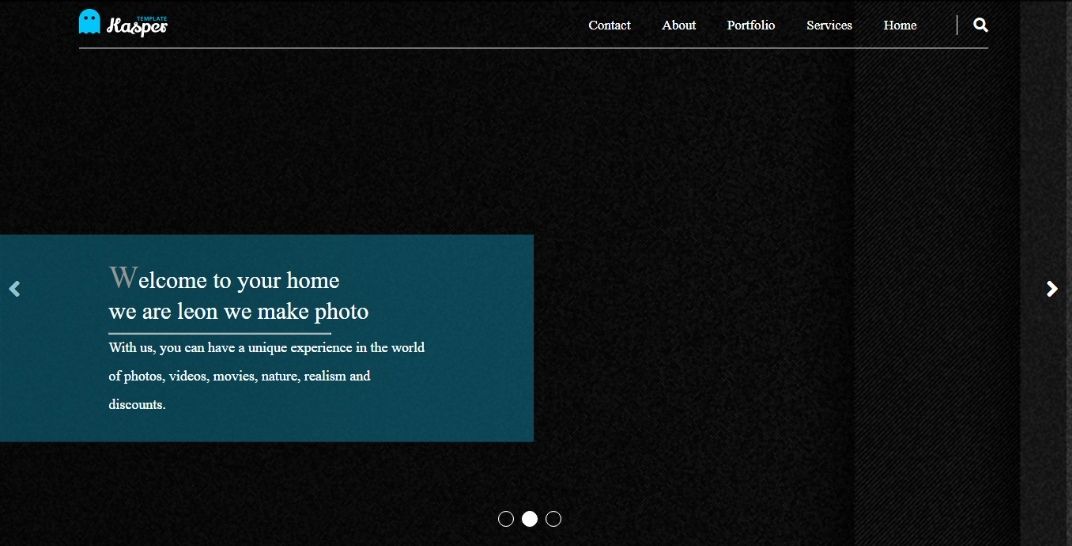 TEMPLATE
Kasper
Contact About Portfolio Services Home
Welcome to your home
we are leon we make photo
With us, you can have a unique experience in the world
of photos, videos, movies, nature, realism and
discounts.